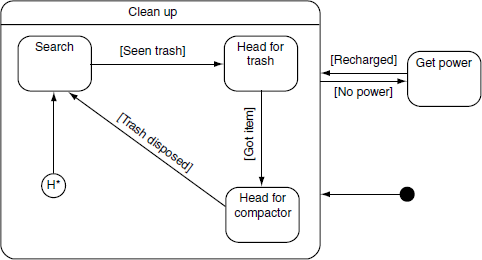 Clean up
Search
[Seen trash]
Head for
trash
[Recharged]
Get power
[No power]
[Trash disposed]
[Got item]
H*
Head for
compactor